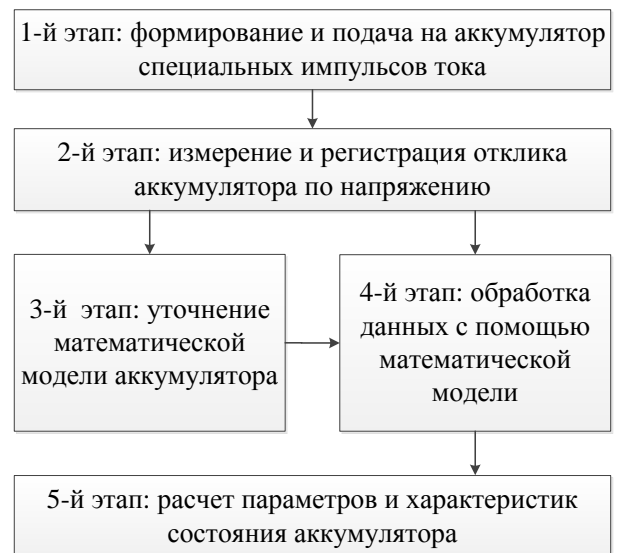 1-й этап: формирование и подача на аккумулятор
специальных импульсов тока
2-й этап: измерение и регистрация отклика
аккумулятора по напряжению
3-й этап: уточнение
математической
модели аккумулятора
4-й этап: обработка
данных с помощью
математической
модели
5-й этап: расчет параметров и характеристик
состояния аккумулятора